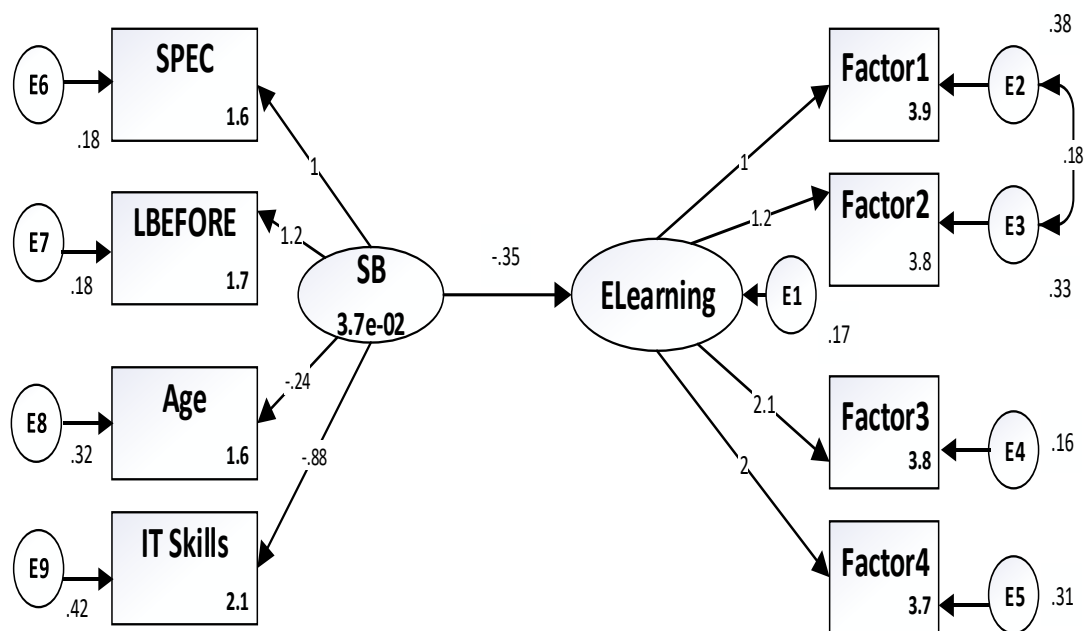 .38
E6
SPEC
1.6
.18
Factor1
3.9
E2
.18
1
1
E7
LBEFORE
1.7
.18
1.2
Factor2
3.8
E3
.33
1.2
SB
3.7e-02
-.35
ELearning
E1
.17
E8
Age
1.6
.32
-.24
2.1
Factor3
3.8
E4
.16
-.88
2
E9
IT Skills
2.1
.42
Factor4
3.7
E5
.31